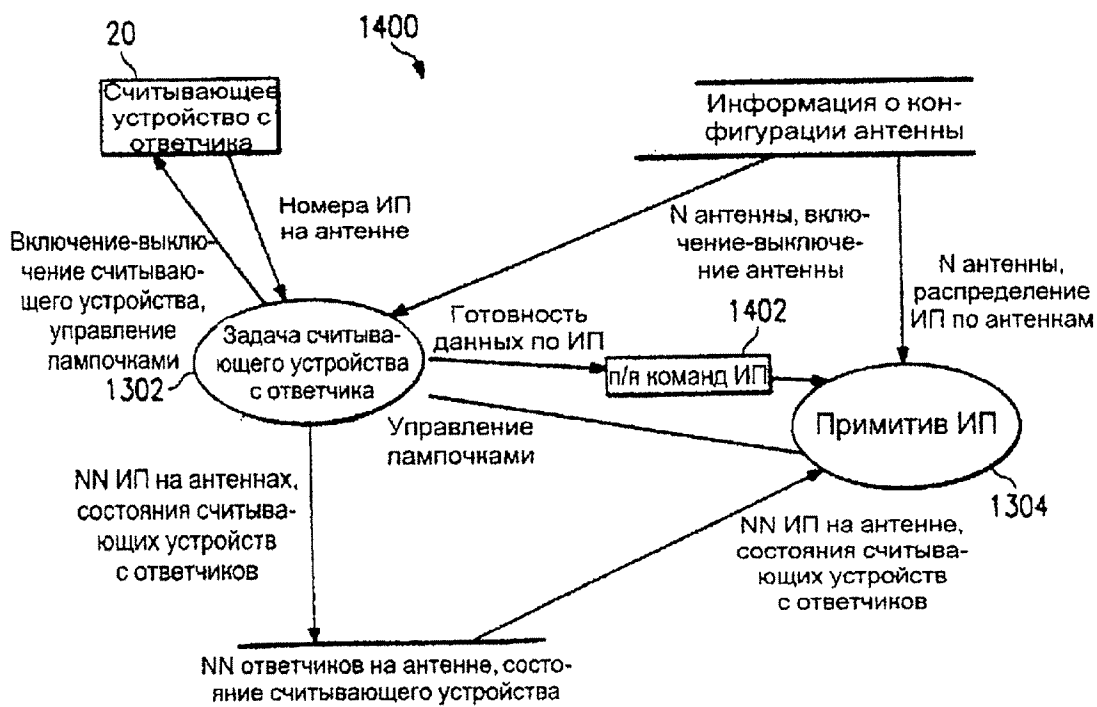 20
1400
Считывающее
устройство с
ответчика
Информация о кон-
фигурации антенны
Номера ИП
на антенне
Включение-выклю-
чение считываю-
щего устройства,
управление
лампочками
N антенны, вклю-
чение-выключе-
ние антенны
N антенны,
распределение
ИП по антенкам
1302
Задача считыва-
ющего устройства
с ответчика
Готовность
данных по ИП
1402
п/я команд ИП
Примитив ИП
1304
Управление
лампочками
NN ИП на антеннах,
состояния считыва-
ющих устройств
с ответчиков
NN ИП на антенне,
состояния считыва-
ющих устройств
с ответчиков
NN ответчиков на антенне, состо-
яние считывающего устройства